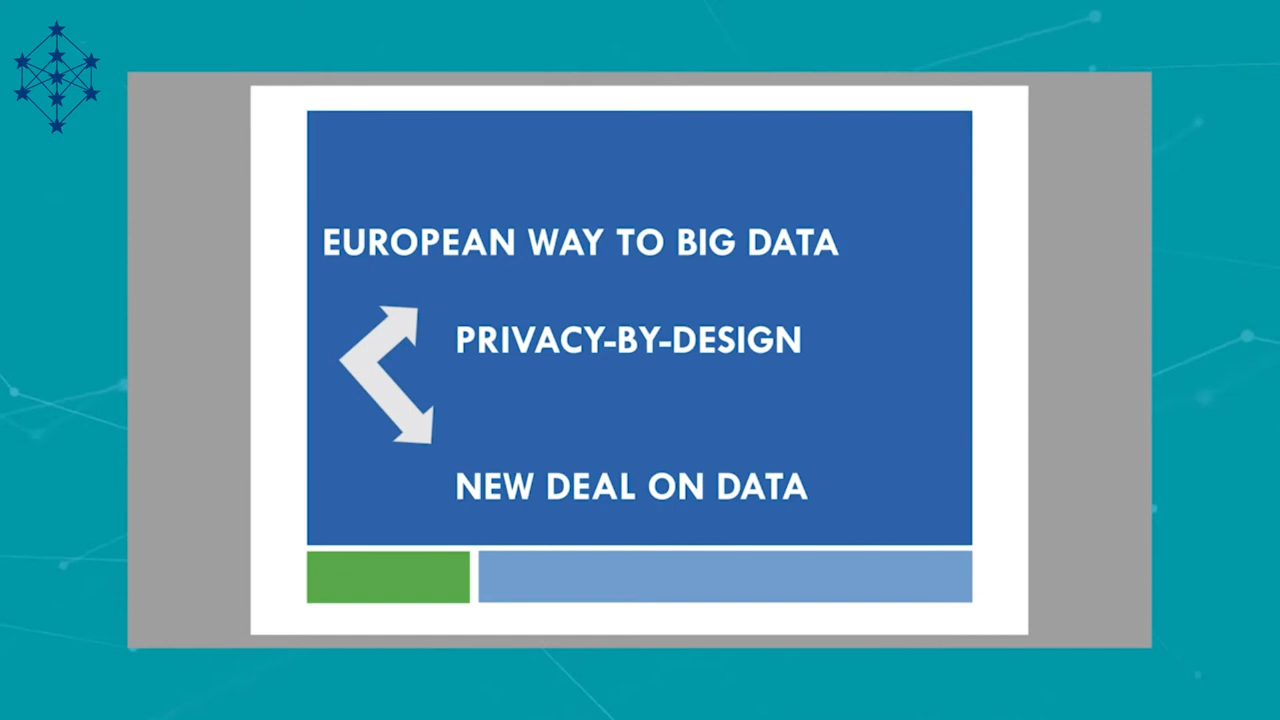 EUROPEAN WAY TO BIG DATA
PRIVACY-BY-DESIGN
NEW DEAL ON DATA